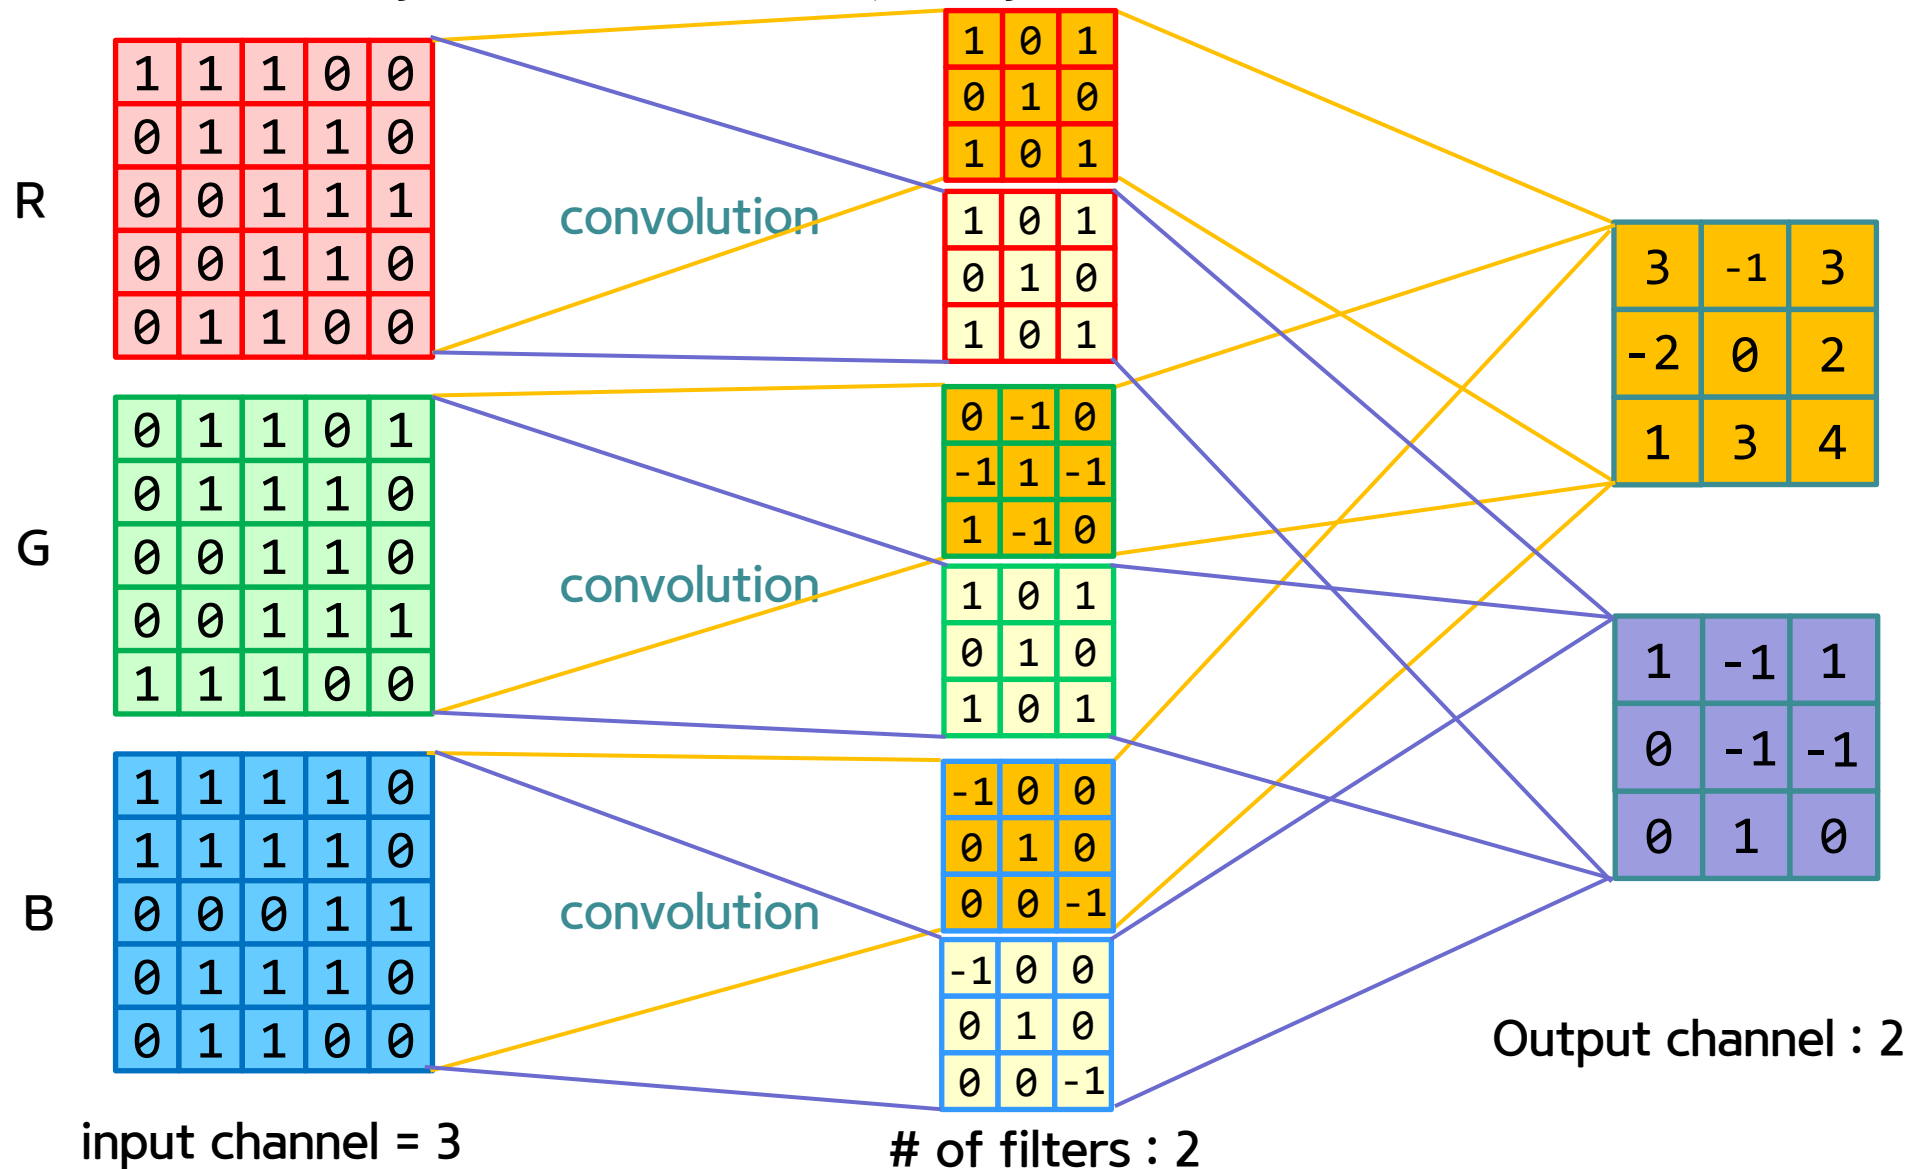 R
1 1 1 0 0
0 1 1 1 0
0 0 1 1 1
0 0 1 1 0
0 1 1 0 0
G
0 1 1 0 1
0 1 1 1 0
0 0 1 1 0
0 0 1 1 1
1 1 1 0 0
B
1 1 1 1 0
1 1 1 1 0
0 0 0 1 1
0 1 1 1 0
0 1 1 0 0
input channel = 3
convolution
convolution
convolution
1 0 1
0 1 0
1 0 1
1 0 1
0 1 0
1 0 1
0 -1 0
-1 1 -1
1 -1 0
1 0 1
0 1 0
1 0 1
-1 0 0
0 1 0
0 0 -1
-1 0 0
0 1 0
0 0 -1
# of filters : 2
3 -1 3
-2 0 2
1 3 4
1 -1 1
0 -1 -1
0 1 0
Output channel : 2